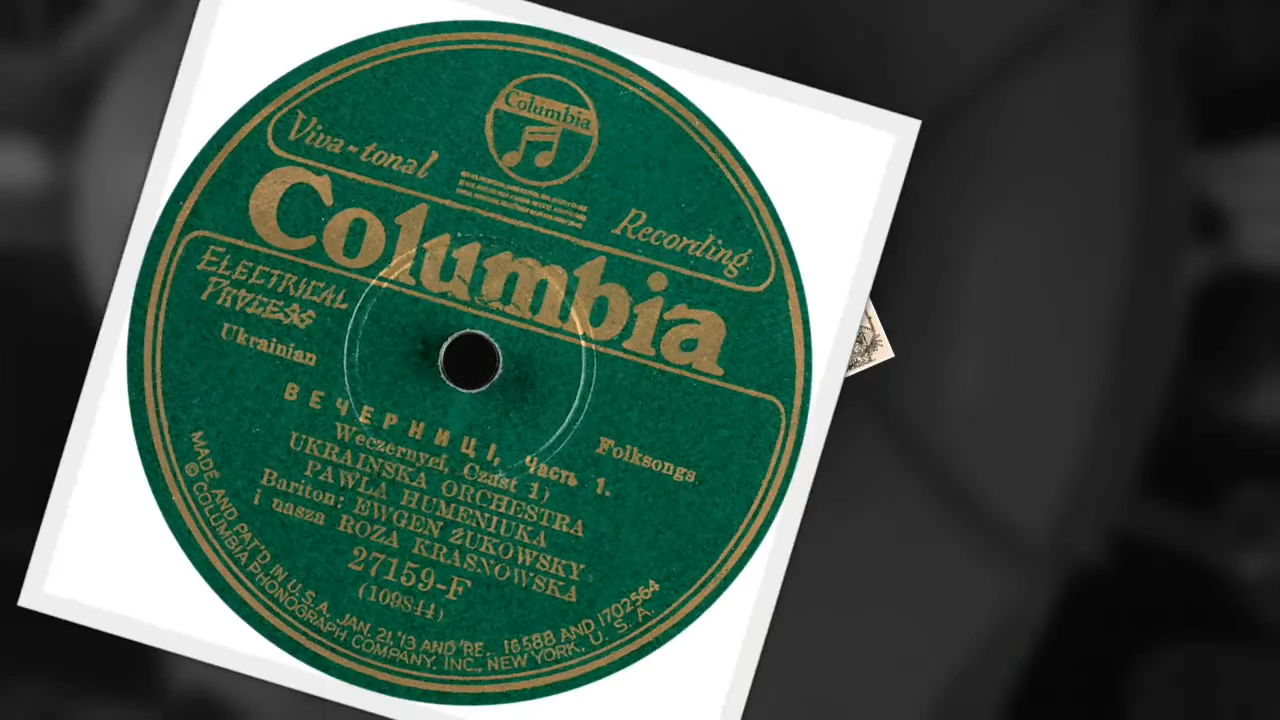 Columbia
Viva-tonal
Recording
Columbia
ELECTRICAL
PROCESS
Ukrainian
Folksongs
ВЕЧЕРНИЦІ, Часть 1.
Weczernyci, Czast 1)
UKRAINSKA ORCHESTRA
PAWLA HUMENIUKA
Bariton: EWGEN ZUKOWSKY
i nasza ROZA KRASNOWSKA
27159-F
(109844)
MADE AND PAT'D IN U.S.A., JAN. 21,'13 AND 'RE. 16588 AND 1702564
© COLUMBIA PHONOGRAPH COMPANY, INC., NEW YORK, U. S. A.